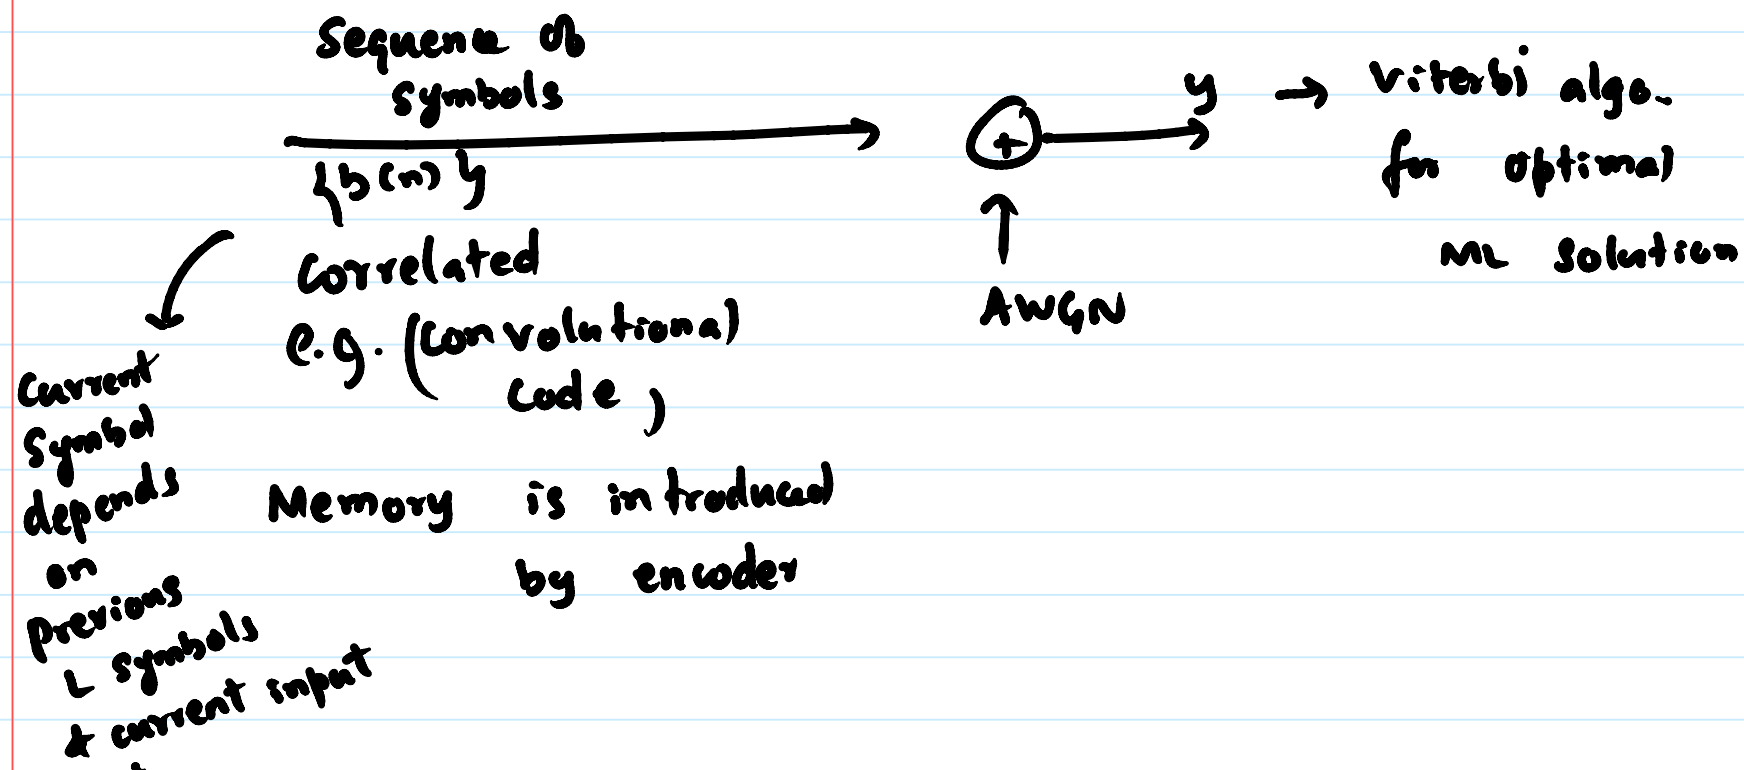 Sequence of
symbols
{b(n)}
Correlated
e.g. (Convolutional
Code)
Memory is introduced
by encoder
+
AWGN
y → Viterbi algo.
for optimal
ML Solution
Current
Symbol
depends
on
previous
L symbols
& current input